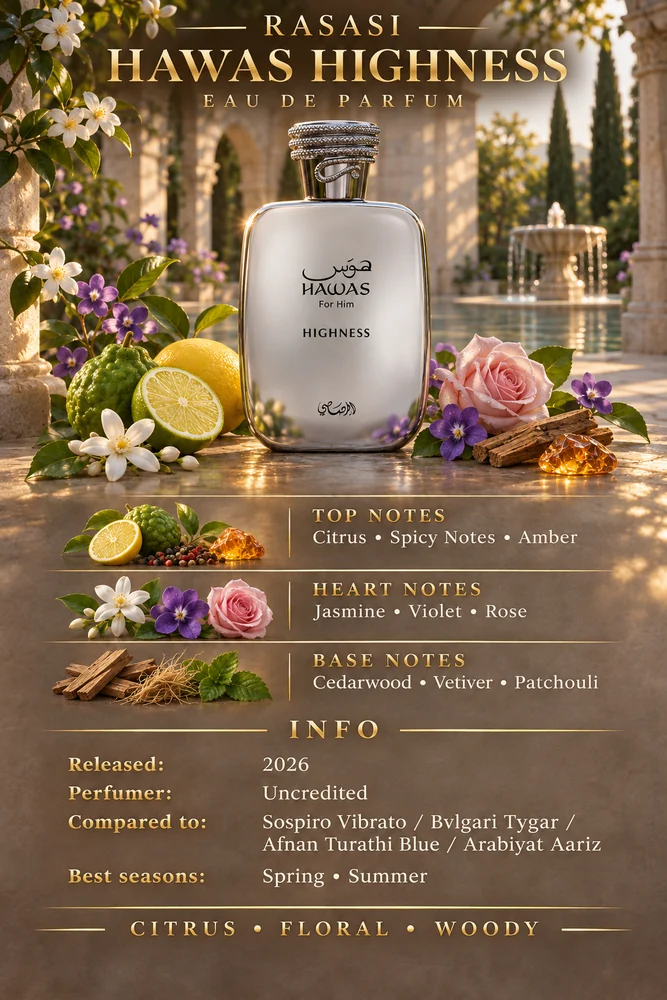 RASASI
HAWAS HIGHNESS
EAU DE PARFUM
هوس
HAWAS
For Him
HIGHNESS
الرصاصي
TOP NOTES
Citrus • Spicy Notes • Amber
HEART NOTES
Jasmine • Violet • Rose
BASE NOTES
Cedarwood • Vetiver • Patchouli
INFO
Released: 2026
Perfumer: Uncredited
Compared to: Sospiro Vibrato / Bvlgari Tygar /
Afnan Turathi Blue / Arabiyat Aariz
Best seasons: Spring • Summer
CITRUS • FLORAL • WOODY